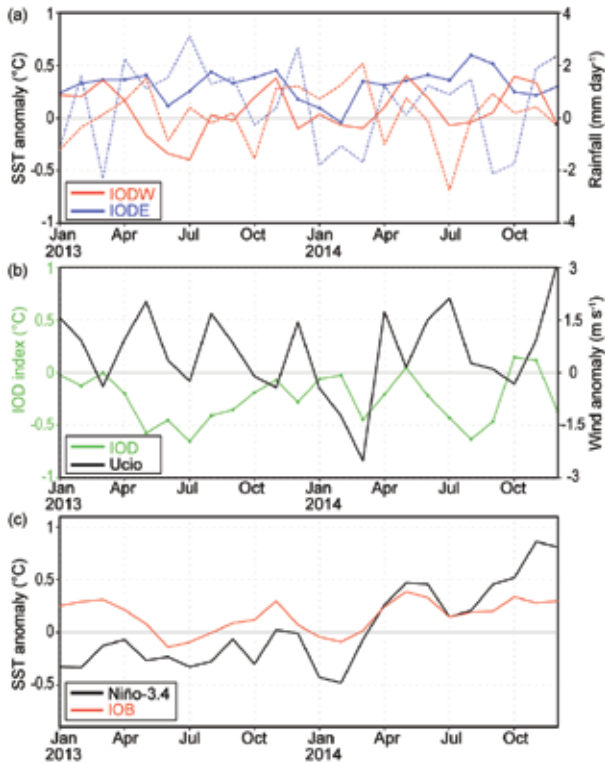 (a)
SST anomaly (°C)
1
0.5
0
-0.5
-1
4
2
0
-2
-4
Rainfall (mm day⁻¹)
IODW
IODE
Jan Apr Jul Oct Jan Apr Jul Oct
2013 2014
(b)
IOD index (°C)
1
0.5
0
-0.5
-1
3
1.5
0
-1.5
-3
Wind anomaly (m s⁻¹)
IOD
Ucio
Jan Apr Jul Oct Jan Apr Jul Oct
2013 2014
(c)
SST anomaly (°C)
1
0.5
0
-0.5
Niño-3.4
IOB
Jan Apr Jul Oct Jan Apr Jul Oct
2013 2014